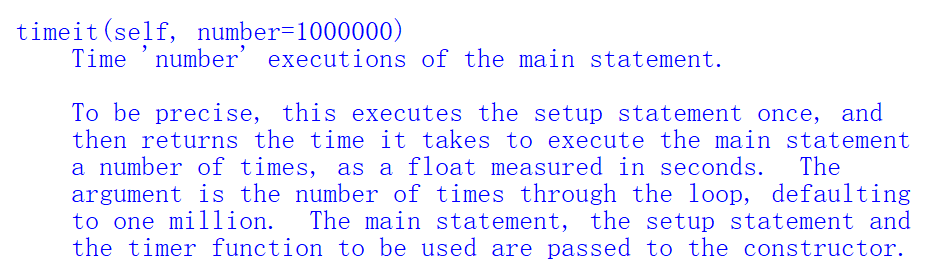 timeit(self, number=1000000)
Time 'number' executions of the main statement.
To be precise, this executes the setup statement once, and
then returns the time it takes to execute the main statement
a number of times, as a float measured in seconds.  The
argument is the number of times through the loop, defaulting
to one million.  The main statement, the setup statement and
the timer function to be used are passed to the constructor.